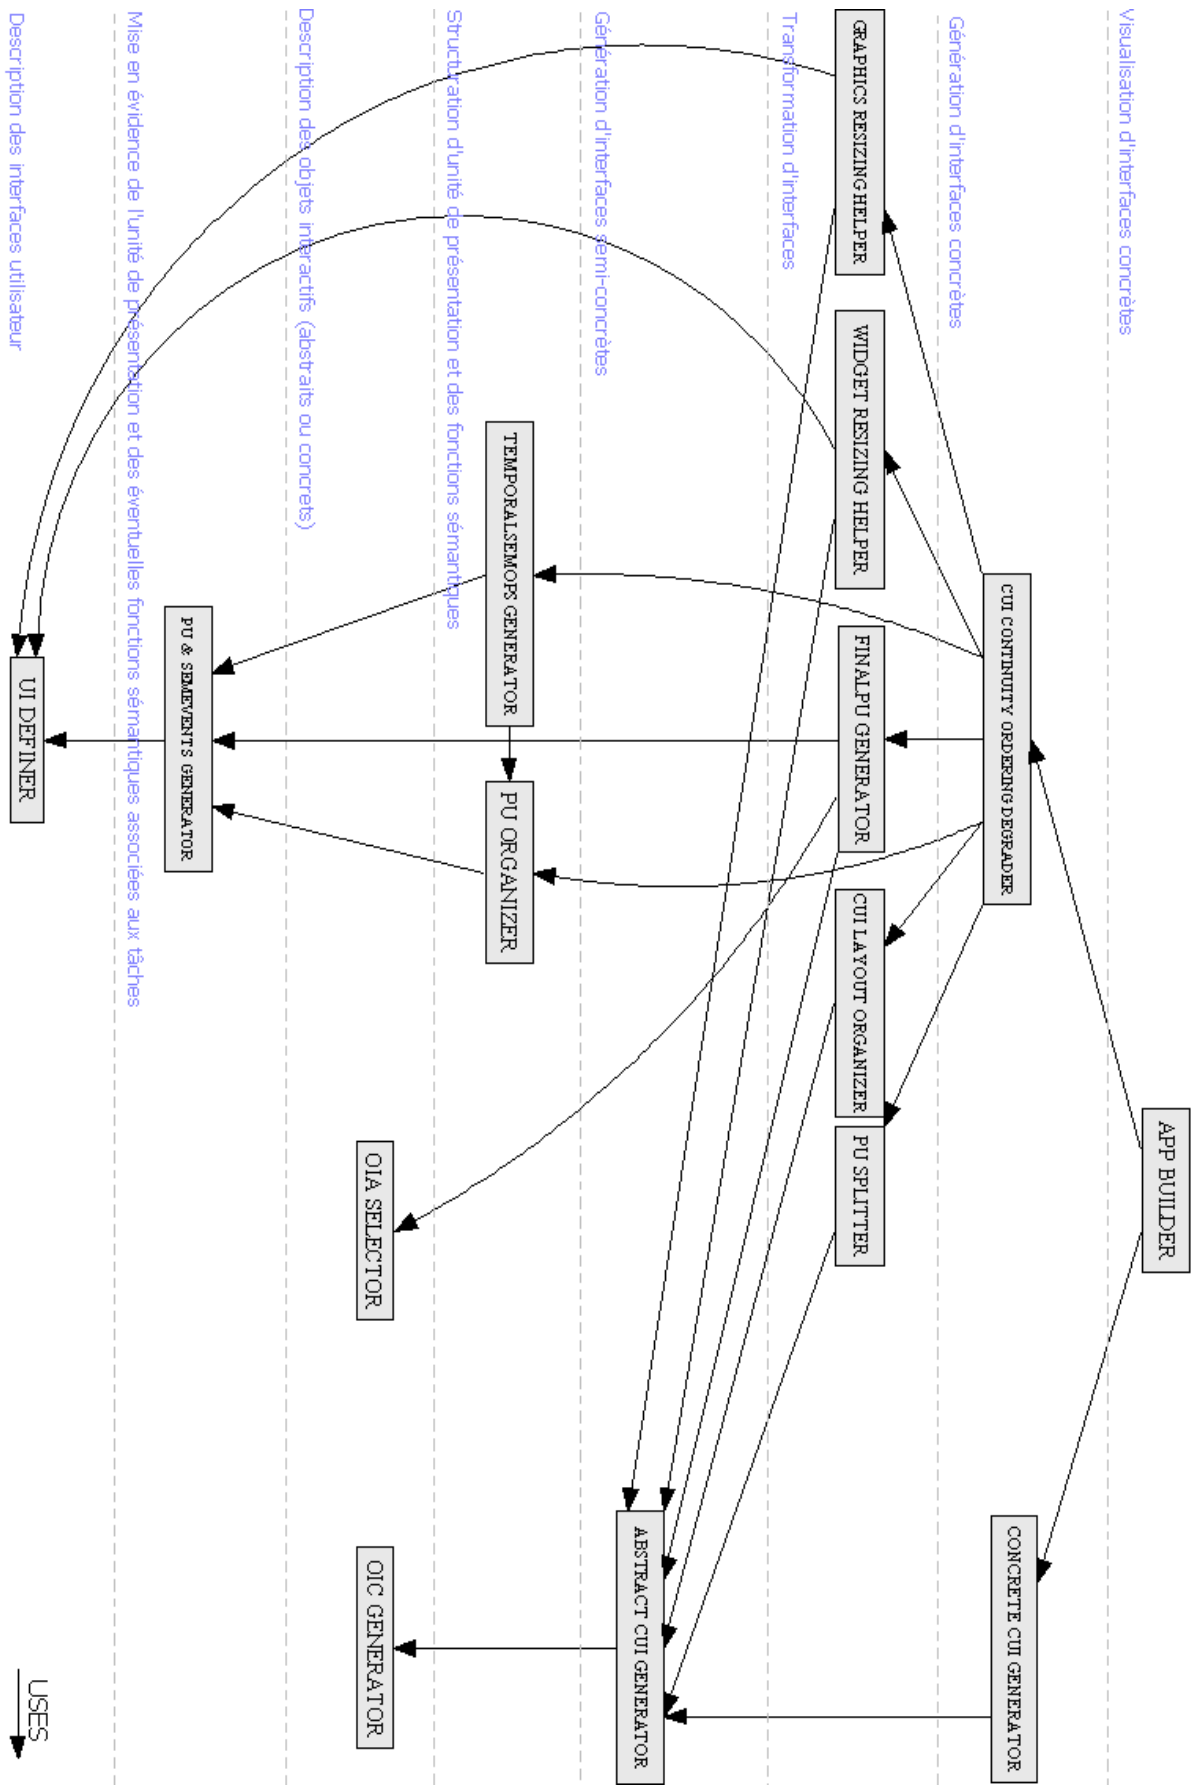 Visualisation d'interfaces concrètes
APP BUILDER
Génération d'interfaces concrètes
CUI CONTINUITY ORDERING DEGRADER
CONCRETE CUI GENERATOR
Transformation d'interfaces
GRAPHICS RESIZING HELPER
WIDGET RESIZING HELPER
FINALPU GENERATOR
CUI LAYOUT ORGANIZER
PU SPLITTER
Génération d'interfaces semi-concrètes
ABSTRACT CUI GENERATOR
Structuration d'unité de présentation et des fonctions sémantiques
TEMPORALSEMOPS GENERATOR
PU ORGANIZER
Description des objets interactifs (abstraits ou concrets)
OIA SELECTOR
OIC GENERATOR
Mise en évidence de l'unité de présentation et des éventuelles fonctions sémantiques associées aux tâches
PU & SEMEVENTS GENERATOR
Description des interfaces utilisateur
UI DEFINER
USES